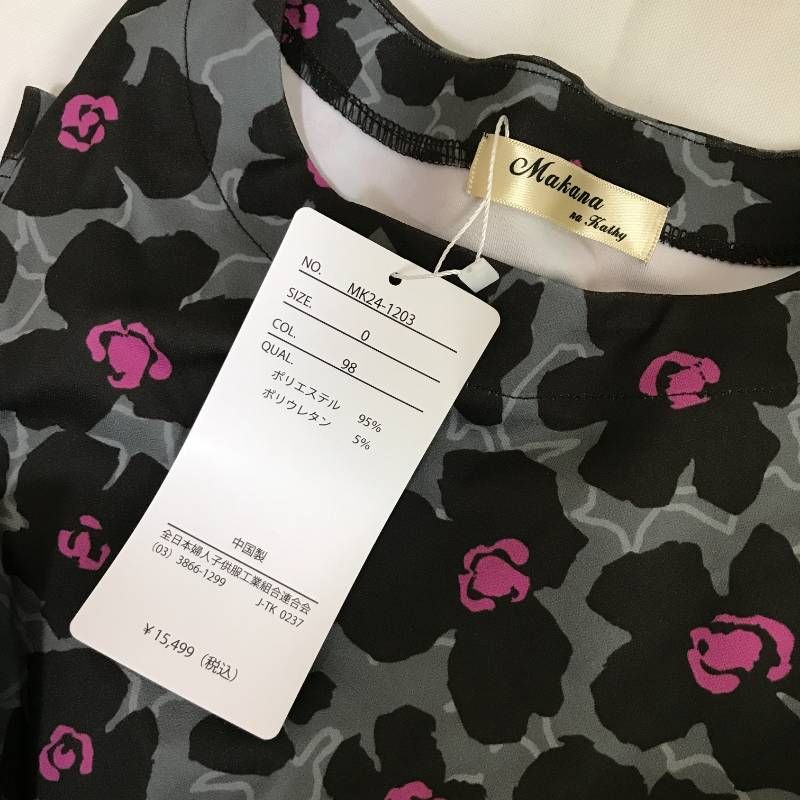 Makana
na Kathy
NO. MK24-1203
SIZE. 0
COL. 98
QUAL.
ポリエステル 95%
ポリウレタン 5%
中国製
全日本婦人子供服工業組合連合会
(03) 3866-1299
J-TK 0237
¥15,499 (税込)